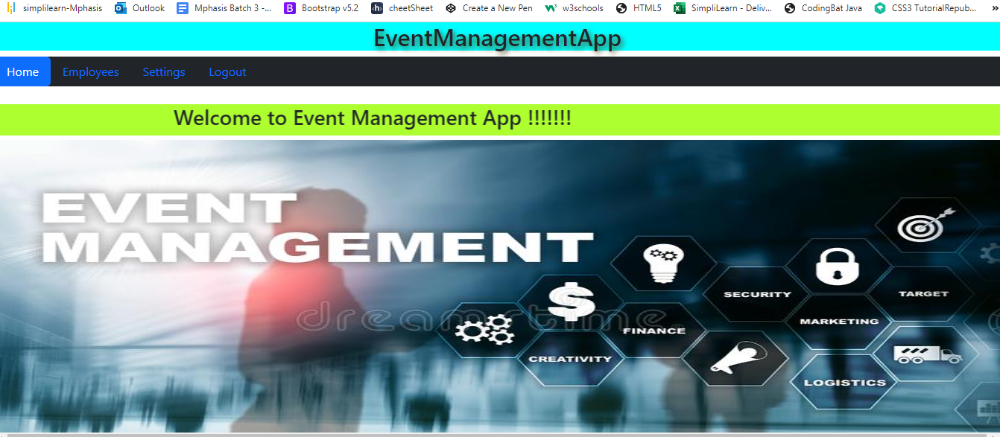 simplilearn-Mphasis Outlook Mphasis Batch 3 -... Bootstrap v5.2 cheetSheet Create a New Pen w3schools HTML5 SimpliLearn - Deliv... CodingBat Java CSS3 TutorialRepub... »
EventManagementApp
Home Employees Settings Logout
Welcome to Event Management App !!!!!!!
EVENT
MANAGEMENT
SECURITY
TARGET
dreamstime
MARKETING
FINANCE
CREATIVITY
LOGISTICS